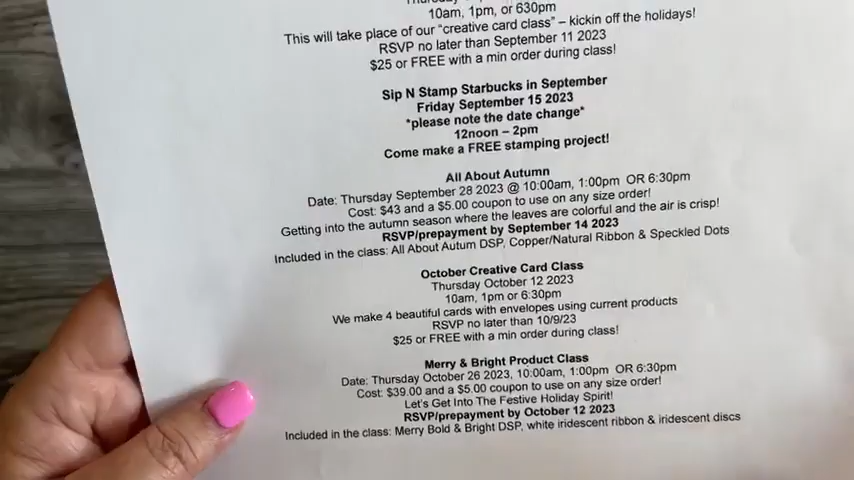 10am, 1pm, or 630pm
This will take place of our "creative card class" – kickin off the holidays!
RSVP no later than September 11 2023
$25 or FREE with a min order during class!
Sip N Stamp Starbucks in September
Friday September 15 2023
*please note the date change*
12noon – 2pm
Come make a FREE stamping project!
All About Autumn
Date: Thursday September 28 2023 @ 10:00am, 1:00pm OR 6:30pm
Cost: $43 and a $5.00 coupon to use on any size order!
Getting into the autumn season where the leaves are colorful and the air is crisp!
RSVP/prepayment by September 14 2023
Included in the class: All About Autum DSP, Copper/Natural Ribbon & Speckled Dots
October Creative Card Class
Thursday October 12 2023
10am, 1pm or 6:30pm
We make 4 beautiful cards with envelopes using current products
RSVP no later than 10/9/23
$25 or FREE with a min order during class!
Merry & Bright Product Class
Date: Thursday October 26 2023, 10:00am, 1:00pm OR 6:30pm
Cost: $39.00 and a $5.00 coupon to use on any size order!
Let's Get Into The Festive Holiday Spirit!
RSVP/prepayment by October 12 2023
Included in the class: Merry Bold & Bright DSP, white iridescent ribbon & iridescent discs